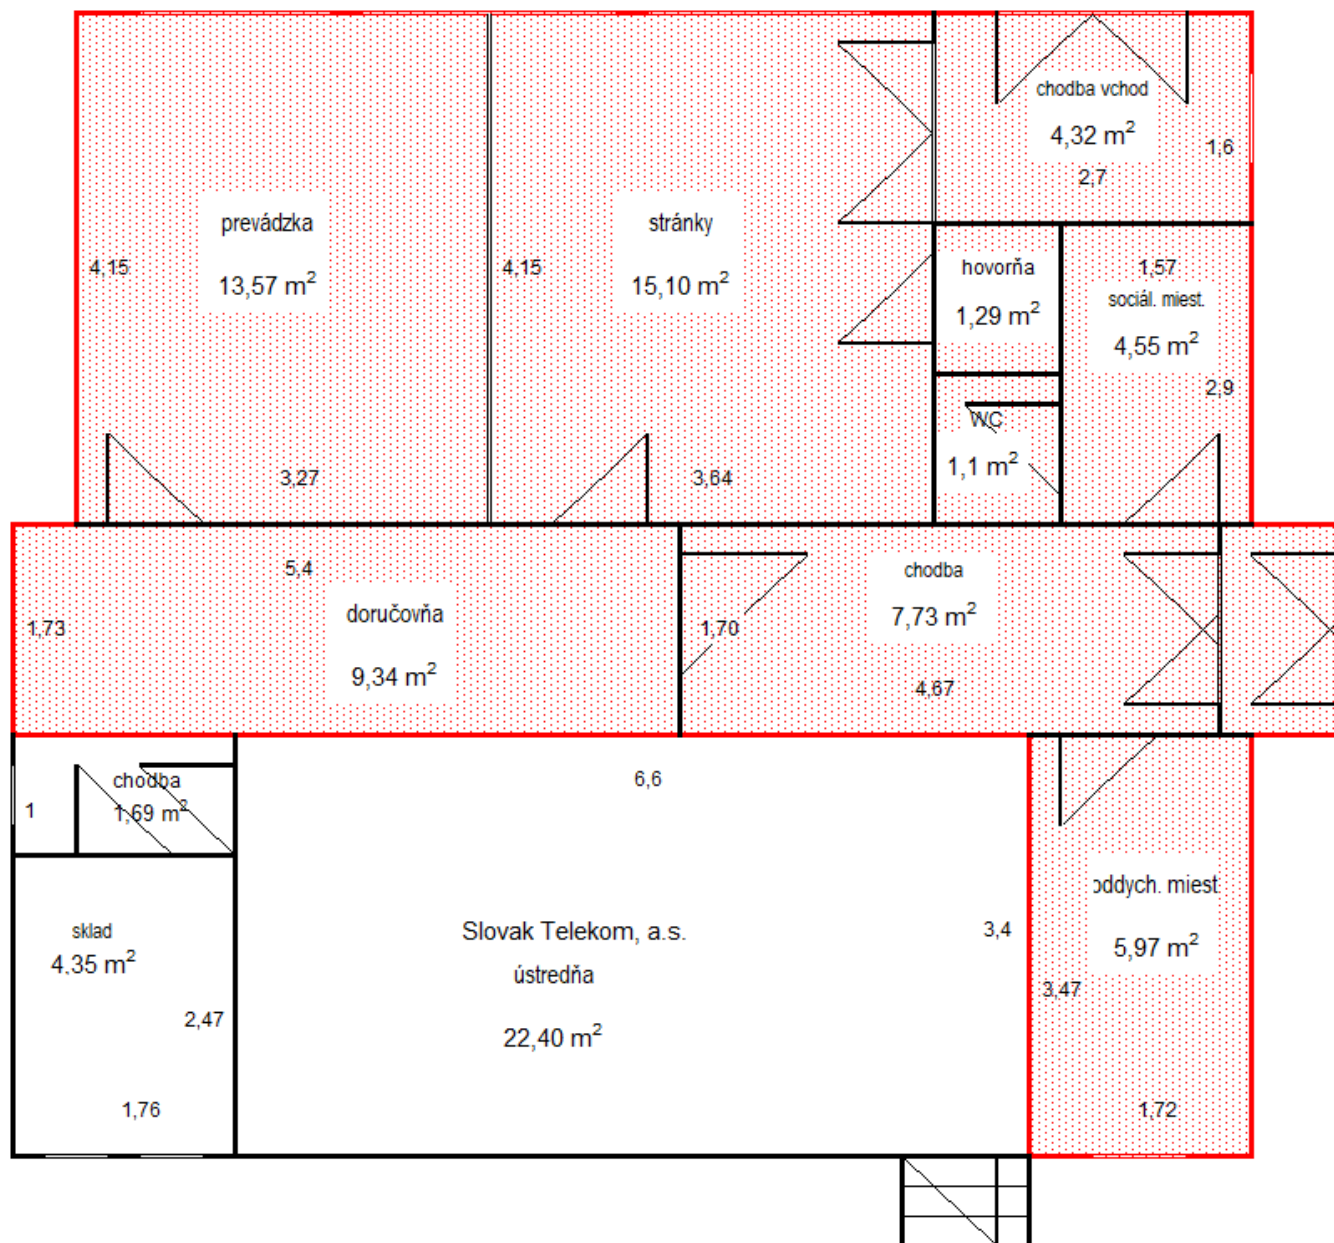 chodba vchod
4,32 m²
1,6
2,7
prevádzka
4,15
13,57 m²
3,27
stránky
4,15
15,10 m²
3,64
hovorňa
1,29 m²
1,57
sociál. miest.
4,55 m²
2,9
WC
1,1 m²
5,4
doručovňa
1,73
9,34 m²
chodba
7,73 m²
1,70
4,67
chodba
1,69 m²
1
6,6
sklad
4,35 m²
2,47
1,76
Slovak Telekom, a.s.
ústredňa
22,40 m²
3,4
oddych. miest
5,97 m²
3,47
1,72